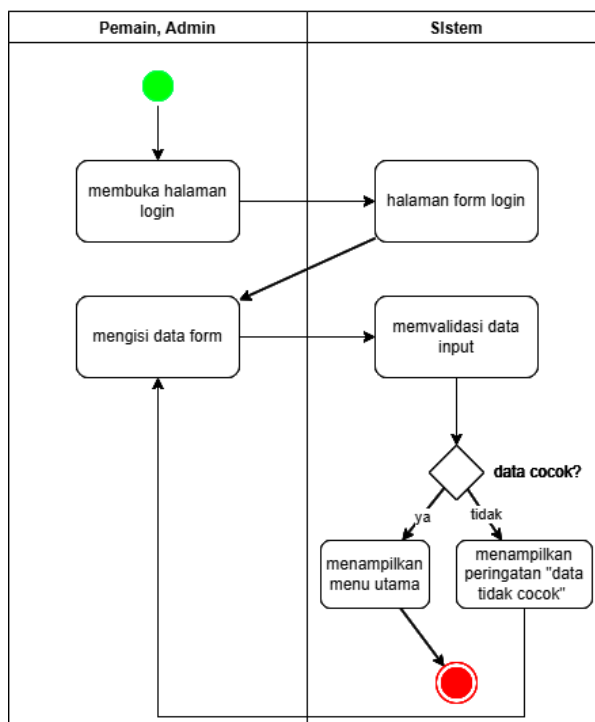 Pemain, Admin
Sistem
membuka halaman
login
halaman form login
mengisi data form
memvalidasi data
input
data cocok?
ya
tidak
menampilkan
menu utama
menampilkan
peringatan "data
tidak cocok"